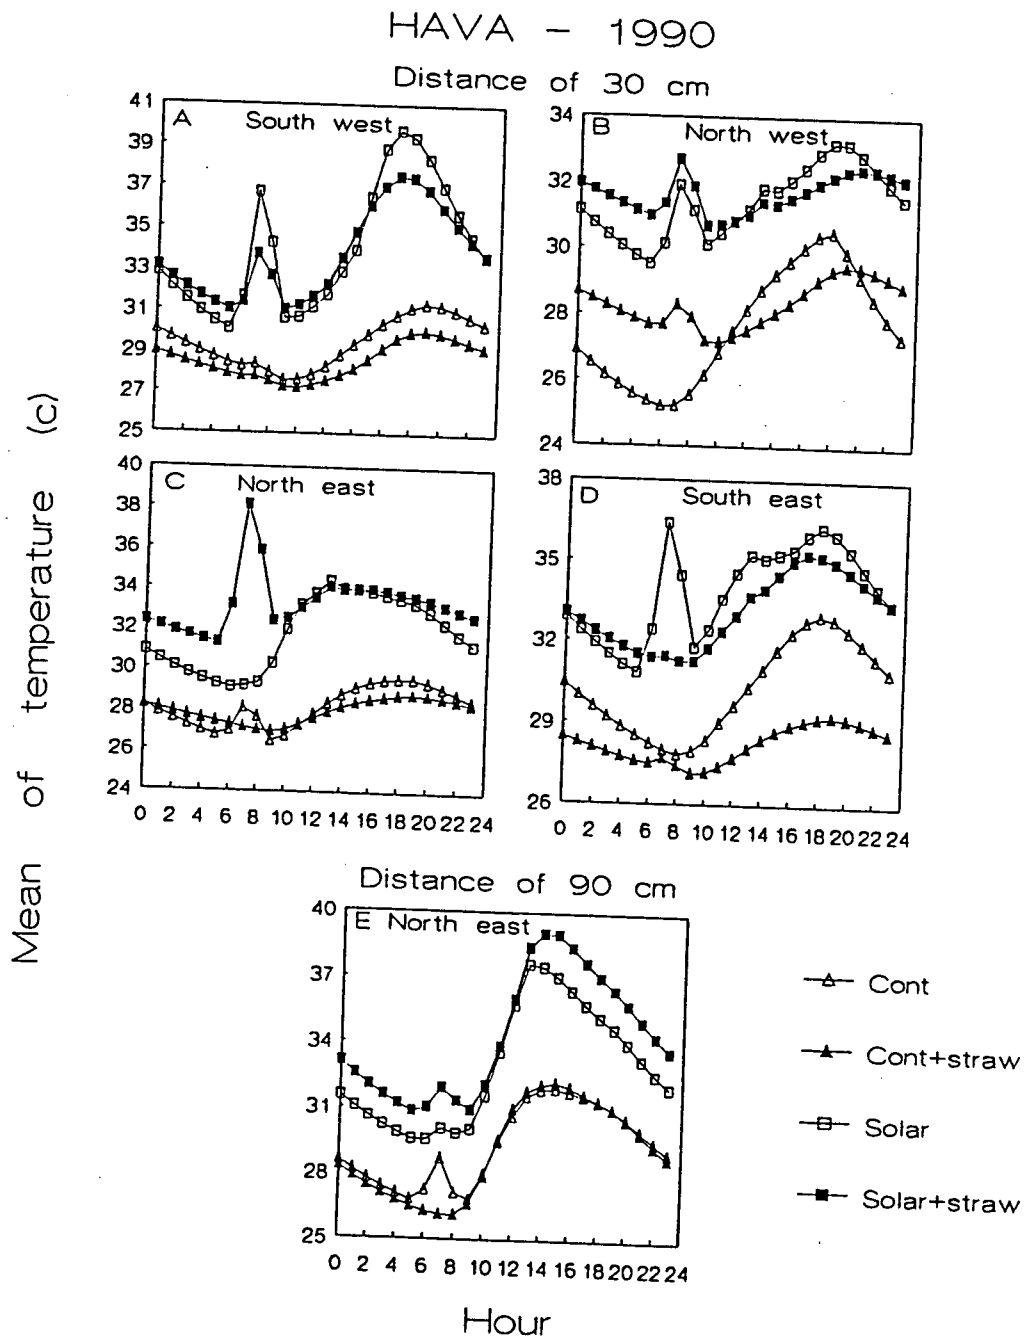 HAVA - 1990
Distance of 30 cm
A South west
41
39
37
35
33
31
29
27
25
B North west
34
32
30
28
26
24
C North east
40
38
36
34
32
30
28
26
24
0 2 4 6 8 10 12 14 16 18 20 22 24
D South east
38
35
32
29
26
0 2 4 6 8 10 12 14 16 18 20 22 24
Mean of temperature (c)
Distance of 90 cm
E North east
40
37
34
31
28
25
0 2 4 6 8 10 12 14 16 18 20 22 24
Hour
Cont
Cont+straw
Solar
Solar+straw